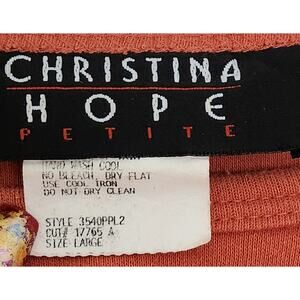 CHRISTINA
HOPE
PETITE
HAND WASH COOL
NO BLEACH, DRY FLAT
USE COOL IRON
DO NOT DRY CLEAN
STYLE 3540PPL2
CUT# 17765 A
SIZE LARGE